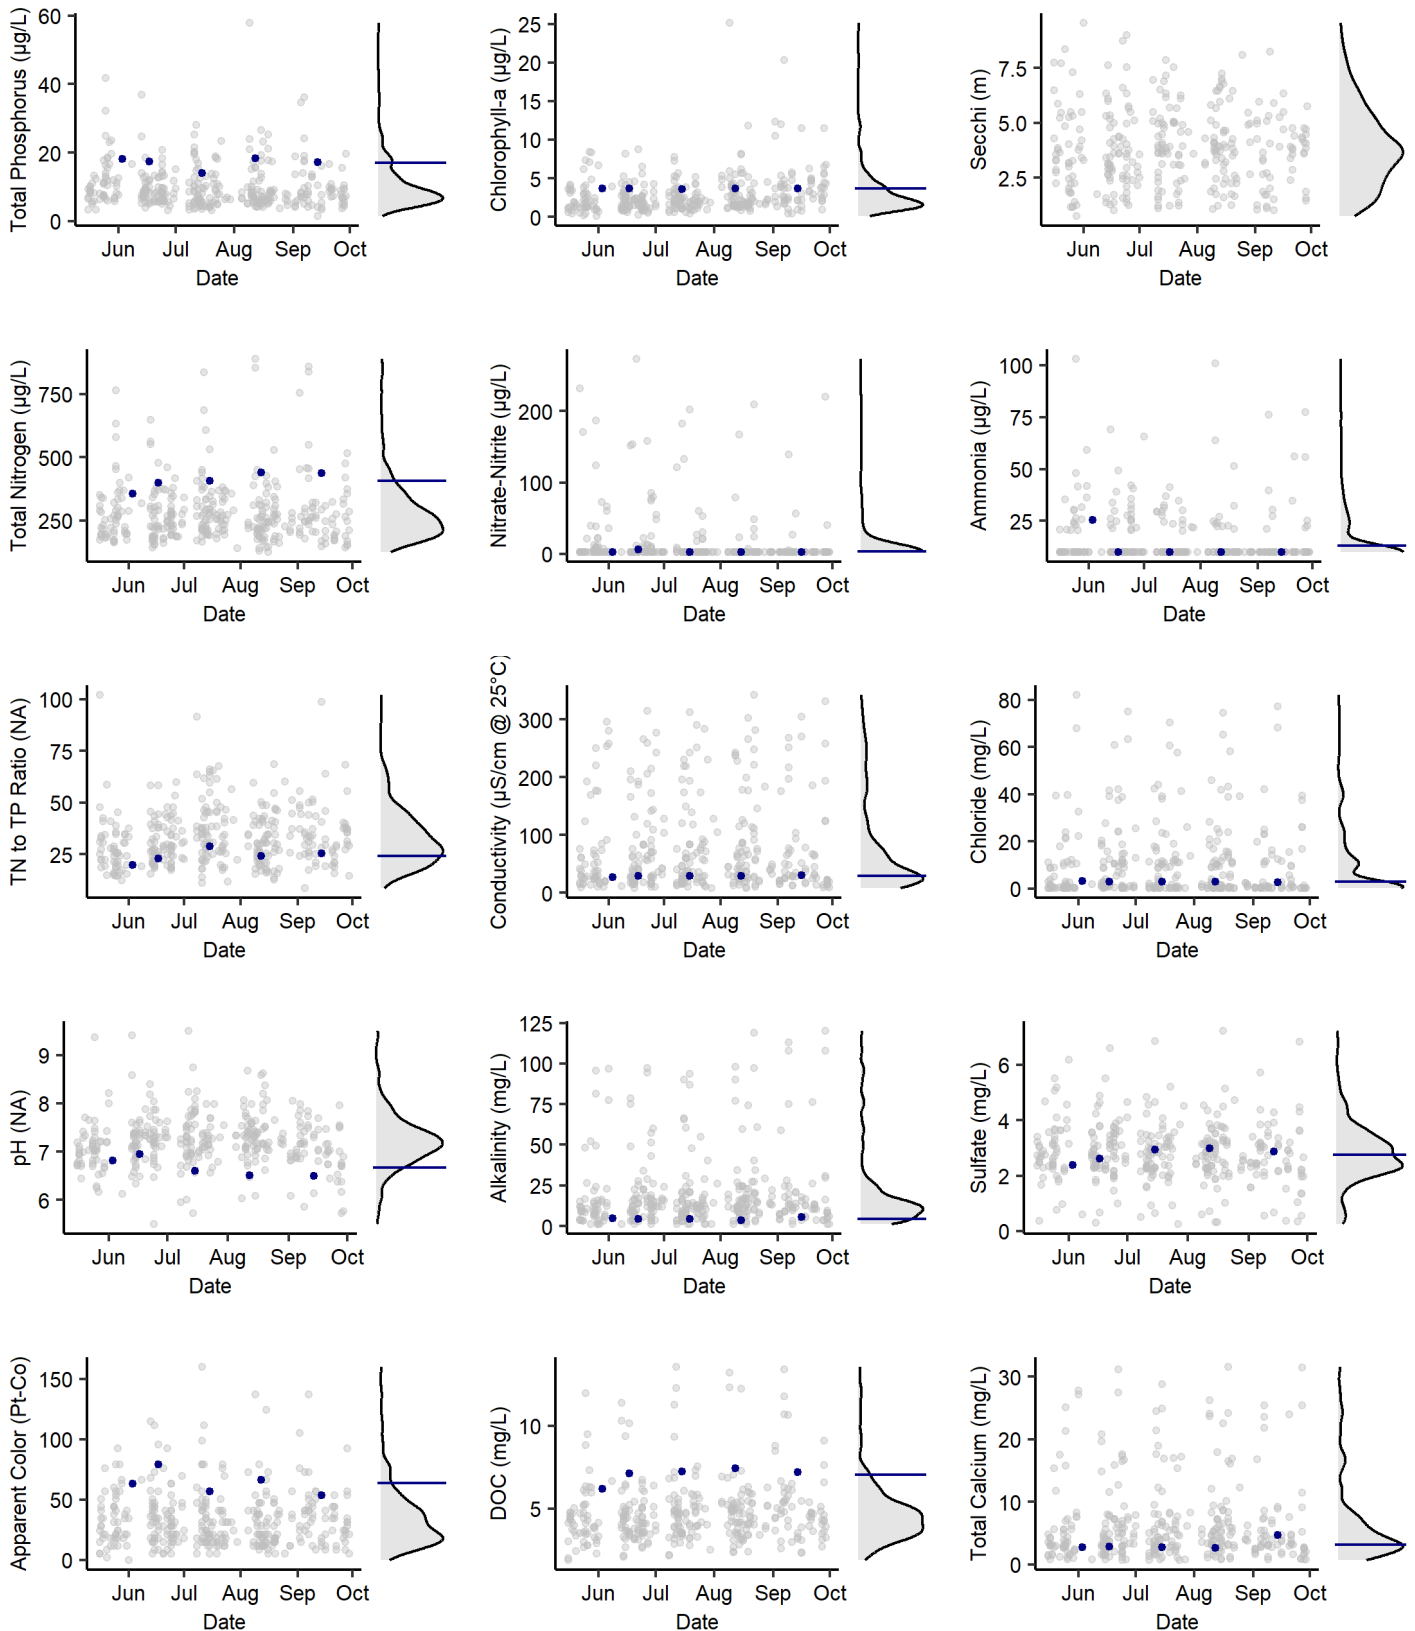 Total Phosphorus (µg/L)
60
40
20
0
Jun Jul Aug Sep Oct
Date
Chlorophyll-a (µg/L)
25
20
15
10
5
0
Jun Jul Aug Sep Oct
Date
Secchi (m)
7.5
5.0
2.5
Jun Jul Aug Sep Oct
Date
Total Nitrogen (µg/L)
750
500
250
Jun Jul Aug Sep Oct
Date
Nitrate-Nitrite (µg/L)
200
100
0
Jun Jul Aug Sep Oct
Date
Ammonia (µg/L)
100
75
50
25
Jun Jul Aug Sep Oct
Date
TN to TP Ratio (NA)
100
75
50
25
Jun Jul Aug Sep Oct
Date
Conductivity (µS/cm @ 25°C)
300
200
100
0
Jun Jul Aug Sep Oct
Date
Chloride (mg/L)
80
60
40
20
0
Jun Jul Aug Sep Oct
Date
pH (NA)
9
8
7
6
Jun Jul Aug Sep Oct
Date
Alkalinity (mg/L)
125
100
75
50
25
0
Jun Jul Aug Sep Oct
Date
Sulfate (mg/L)
6
4
2
0
Jun Jul Aug Sep Oct
Date
Apparent Color (Pt-Co)
150
100
50
0
Jun Jul Aug Sep Oct
Date
DOC (mg/L)
10
5
Jun Jul Aug Sep Oct
Date
Total Calcium (mg/L)
30
20
10
0
Jun Jul Aug Sep Oct
Date